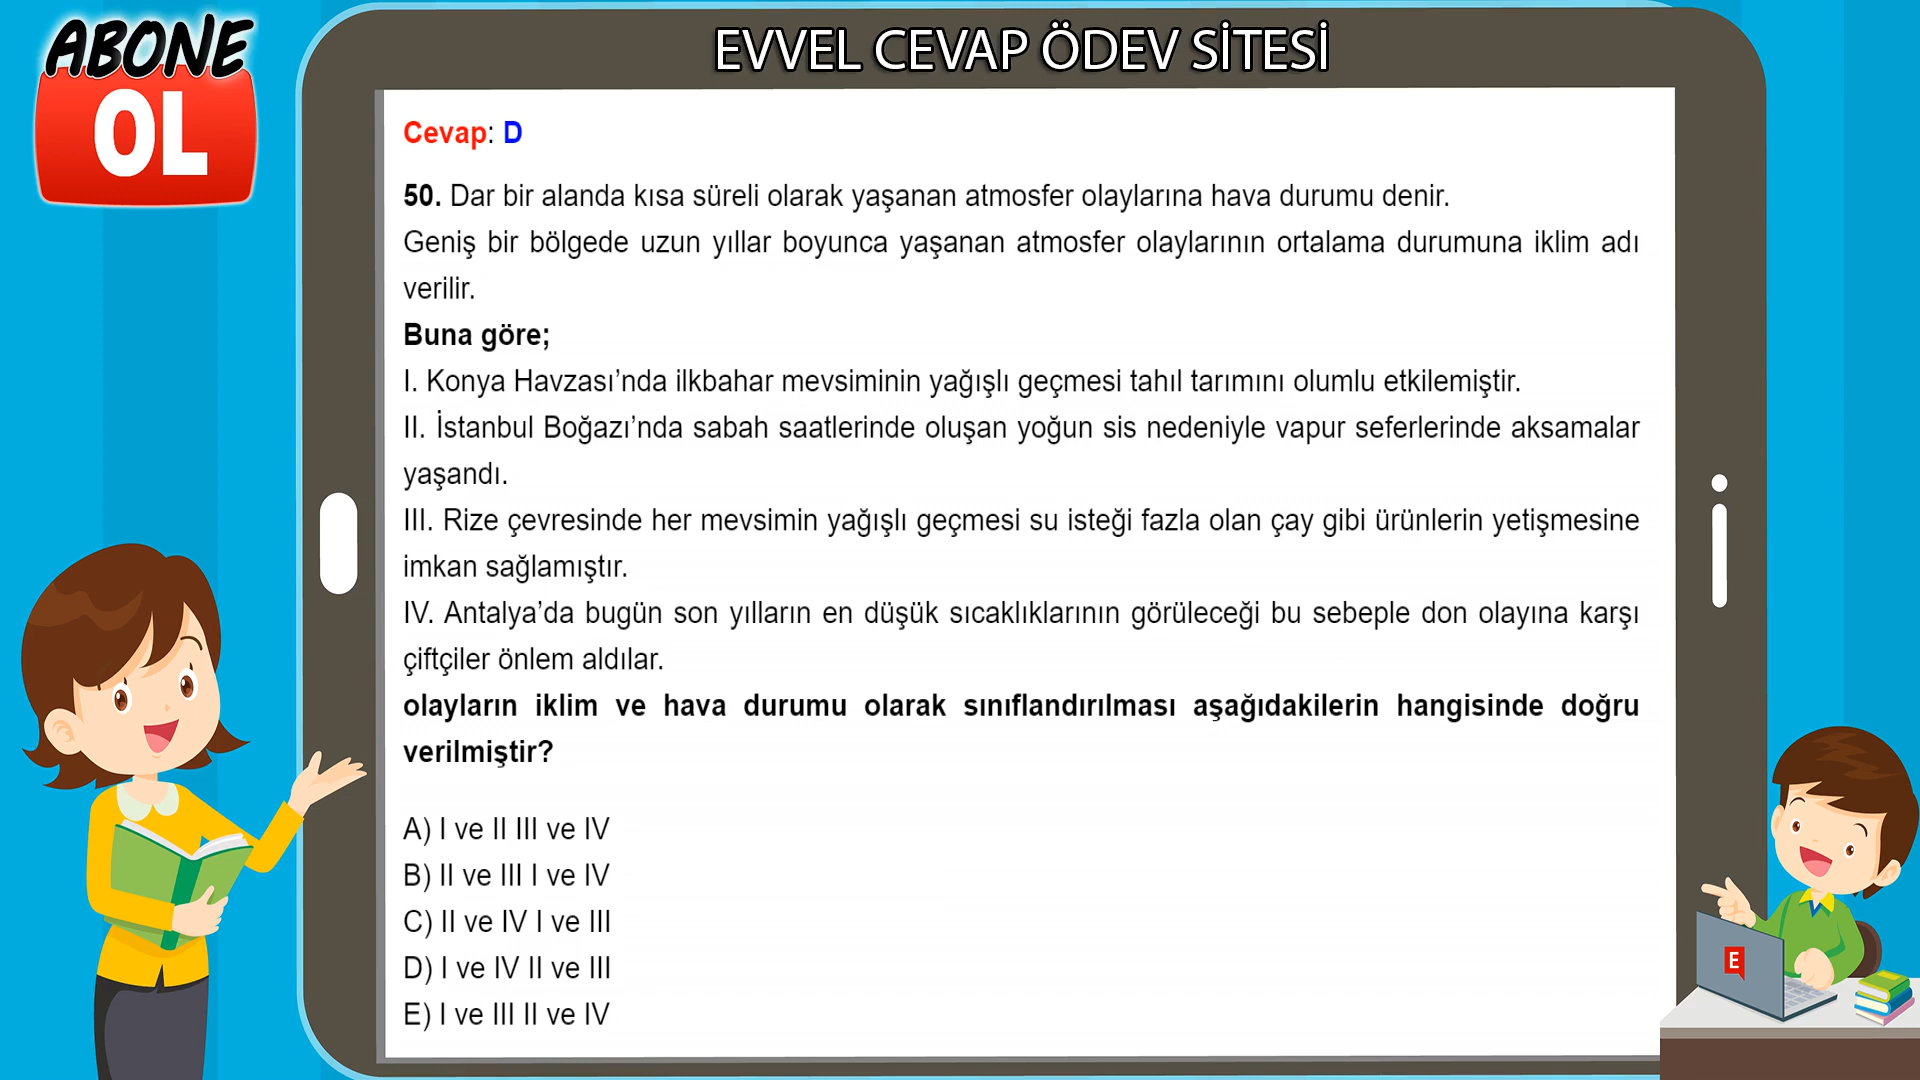 ABONE
OL
EVVEL CEVAP ÖDEV SİTESİ
Cevap: D
50. Dar bir alanda kısa süreli olarak yaşanan atmosfer olaylarına hava durumu denir.
Geniş bir bölgede uzun yıllar boyunca yaşanan atmosfer olaylarının ortalama durumuna iklim adı
verilir.
Buna göre;
I. Konya Havzası’nda ilkbahar mevsiminin yağışlı geçmesi tahıl tarımını olumlu etkilemiştir.
II. İstanbul Boğazı’nda sabah saatlerinde oluşan yoğun sis nedeniyle vapur seferlerinde aksamalar
yaşandı.
III. Rize çevresinde her mevsimin yağışlı geçmesi su isteği fazla olan çay gibi ürünlerin yetişmesine
imkan sağlamıştır.
IV. Antalya’da bugün son yılların en düşük sıcaklıklarının görüleceği bu sebeple don olayına karşı
çiftçiler önlem aldılar.
olayların iklim ve hava durumu olarak sınıflandırılması aşağıdakilerin hangisinde doğru
verilmiştir?
A) I ve II III ve IV
B) II ve III I ve IV
C) II ve IV I ve III
D) I ve IV II ve III
E) I ve III II ve IV
E